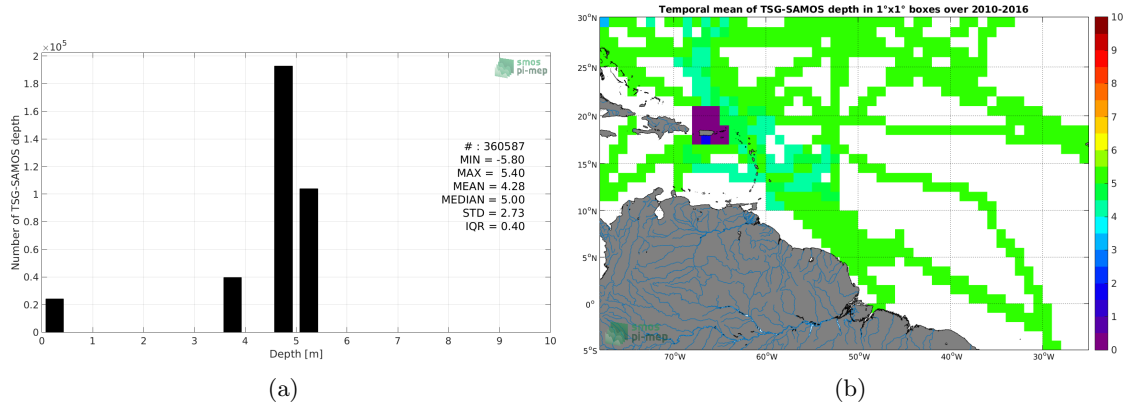 ×10⁵
2
1.8
1.6
1.4
1.2
1
0.8
0.6
0.4
0.2
0
Number of TSG-SAMOS depth
0 1 2 3 4 5 6 7 8 9 10
Depth [m]
smos
pi-mep
# : 360587
MIN = -5.80
MAX = 5.40
MEAN = 4.28
MEDIAN = 5.00
STD = 2.73
IQR = 0.40
(a)
Temporal mean of TSG-SAMOS depth in 1°x1° boxes over 2010-2016
30°N
25°N
20°N
15°N
10°N
5°N
0°
5°S
70°W 60°W 50°W 40°W 30°W
smos
pi-mep
10
9
8
7
6
5
4
3
2
1
0
(b)